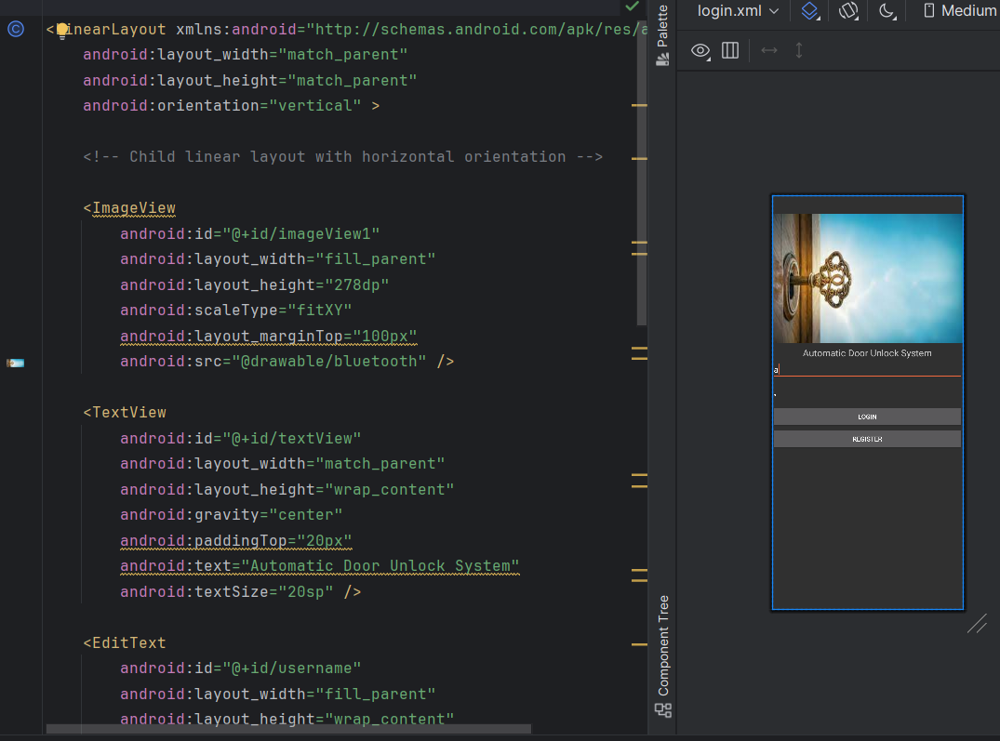 <LinearLayout xmlns:android="http://schemas.android.com/apk/res/a
android:layout_width="match_parent"
android:layout_height="match_parent"
android:orientation="vertical" >
<!-- Child linear layout with horizontal orientation -->
<ImageView
android:id="@+id/imageView1"
android:layout_width="fill_parent"
android:layout_height="278dp"
android:scaleType="fitXY"
android:layout_marginTop="100px"
android:src="@drawable/bluetooth" />
<TextView
android:id="@+id/textView"
android:layout_width="match_parent"
android:layout_height="wrap_content"
android:gravity="center"
android:paddingTop="20px"
android:text="Automatic Door Unlock System"
android:textSize="20sp" />
<EditText
android:id="@+id/username"
android:layout_width="fill_parent"
android:layout_height="wrap_content"
Palette
Component Tree
login.xml
Medium
Automatic Door Unlock System
a
LOGIN
REGISTER